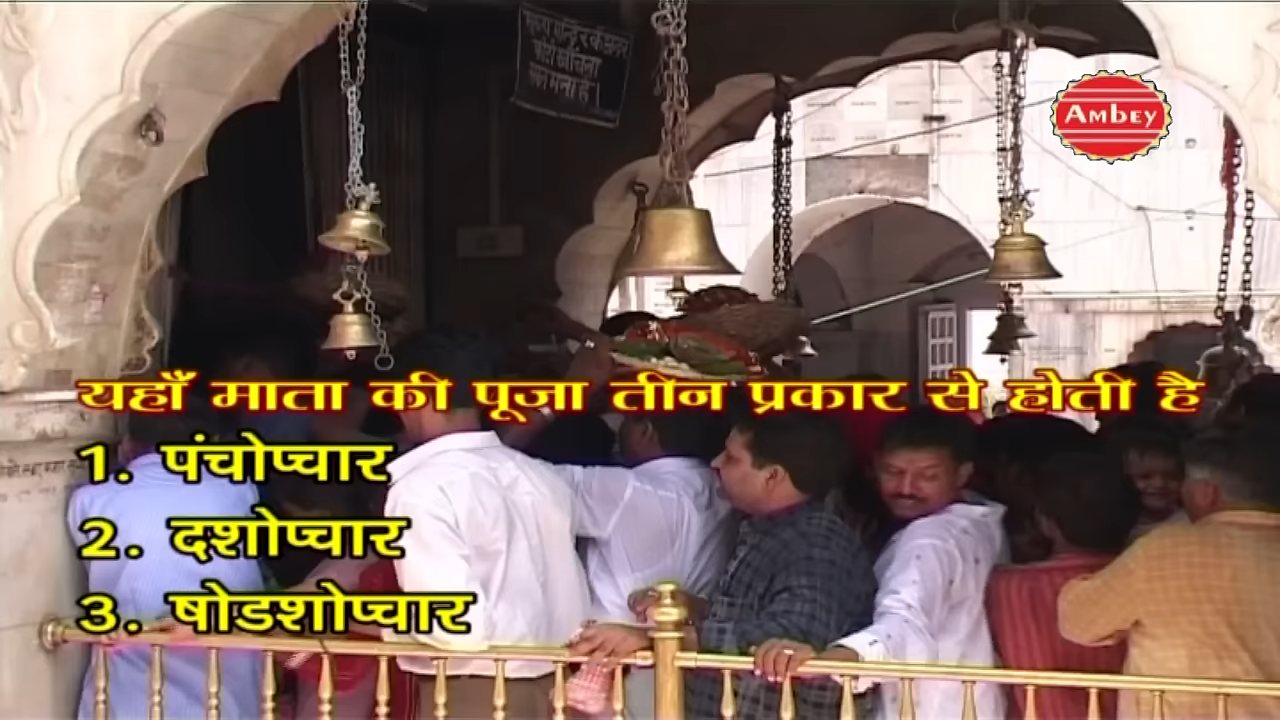 AMBEY
यहाँ माता की पूजा तीन प्रकार से होती है
1. पंचोप्चार
2. दशोप्चार
3. षोडशोप्चार